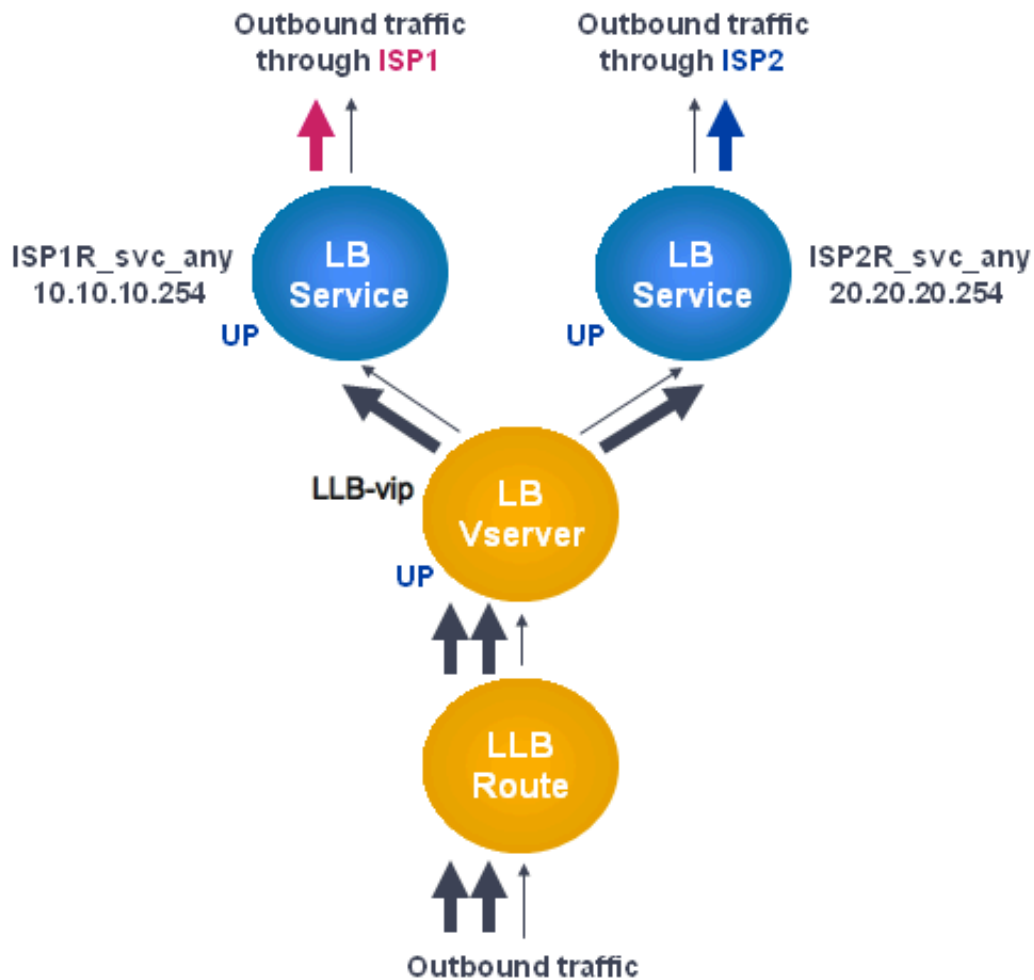 Outbound traffic
through ISP1
Outbound traffic
through ISP2
ISP1R_svc_any
10.10.10.254
LB
Service
UP
LB
Service
UP
ISP2R_svc_any
20.20.20.254
LLB-vip
LB
Vserver
UP
LLB
Route
Outbound traffic